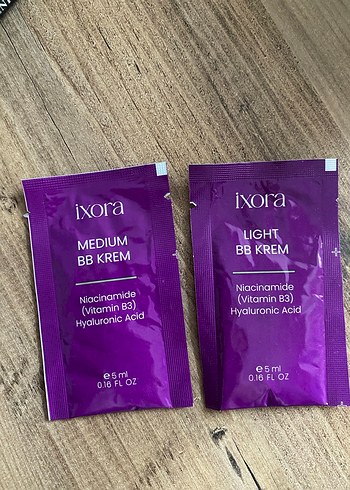 ixora
MEDIUM
BB KREM
Niacinamide
(Vitamin B3)
Hyaluronic Acid
℮ 5 ml
0.16 FL OZ
ixora
LIGHT
BB KREM
Niacinamide
(Vitamin B3)
Hyaluronic Acid
℮ 5 ml
0.16 FL OZ